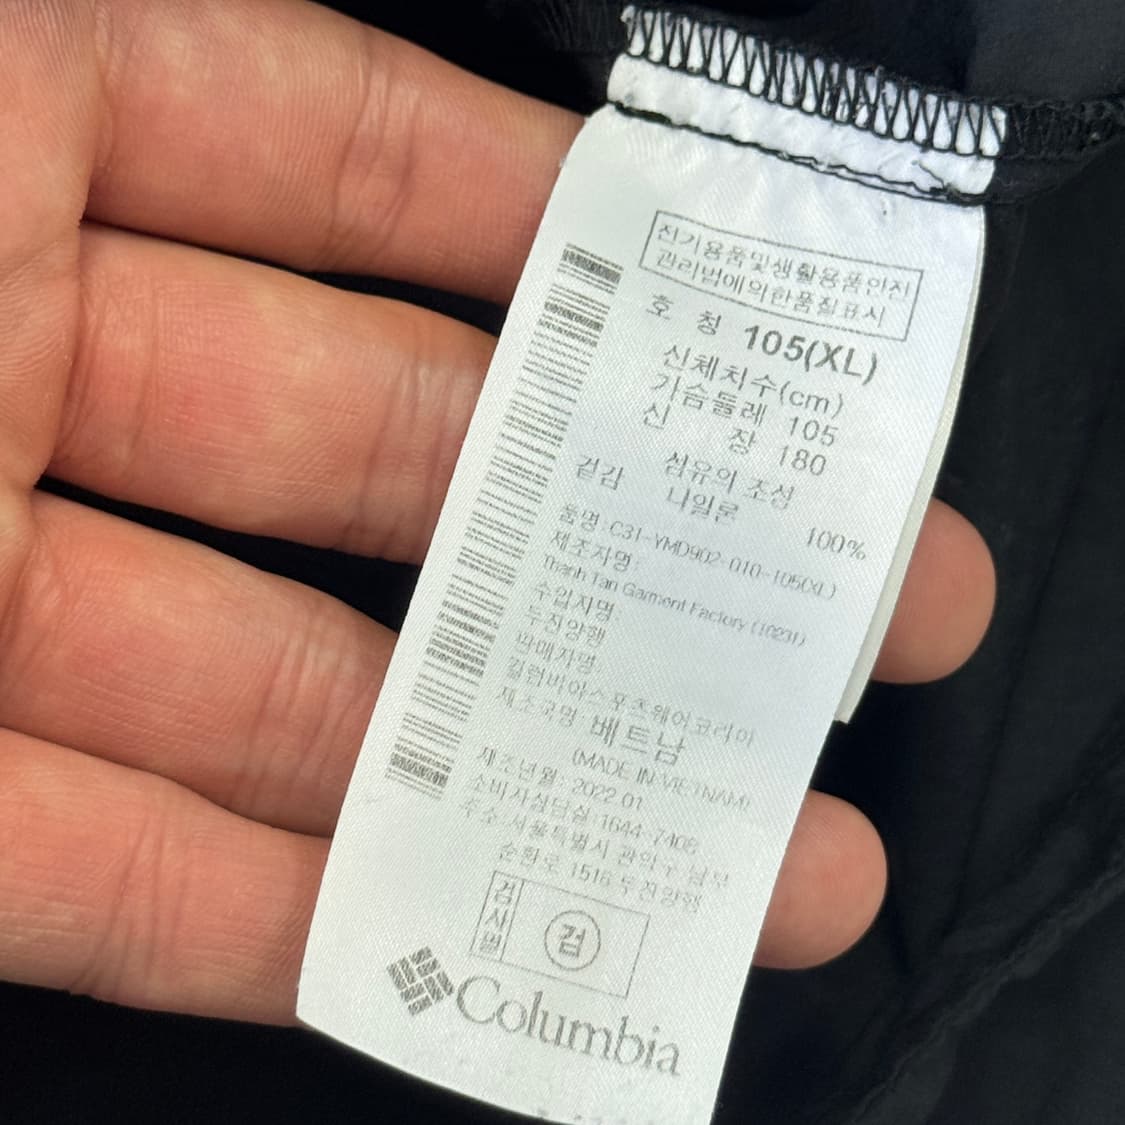 전기용품및생활용품안전
관리법에의한품질표시
호 칭 105(XL)
신체치수(cm)
가슴둘레 105
신 장 180
섬유의 조성
겉감 나일론 100%
품명: C31-YMD902-010-105(XL)
제조자명:
Thanh Tan Garment Factory (10231)
수입자명:
두진양행
판매자명:
컬럼비아스포츠웨어코리아
제조국명: 베트남
(MADE IN VIETNAM)
제조년월: 2022.01
소비자상담실: 1644-7406
주소: 서울특별시 관악구 남부
순환로 1516 두진양행
검사필
검
Columbia